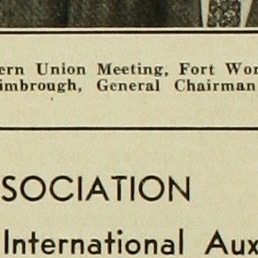 ern Union Meeting, Fort Wor
imbrough, General Chairman
SOCIATION
International Aux